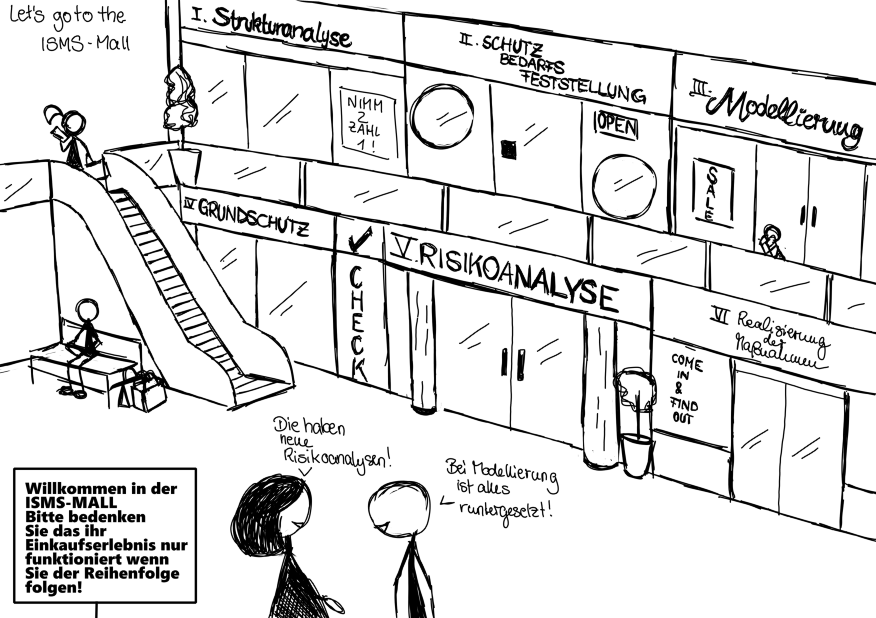 Let's go to the
ISMS-Mall
I. Strukturanalyse
II. SCHUTZ
BEDARFS
FESTSTELLUNG
III. Modellierung
NIMM
2
ZAHL
1!
OPEN
SALE
IV GRUNDSCHUTZ
✓
CHECK
V. RISIKOANALYSE
VI Realisierung
der
Maßnahmen
COME
IN
&
FIND
OUT
Die haben
neue
Risikoanalysen!
Bei Modellierung
ist alles
runtergesetzt!
Willkommen in der
ISMS-MALL
Bitte bedenken
Sie das ihr
Einkaufserlebnis nur
funktioniert wenn
Sie der Reihenfolge
folgen!